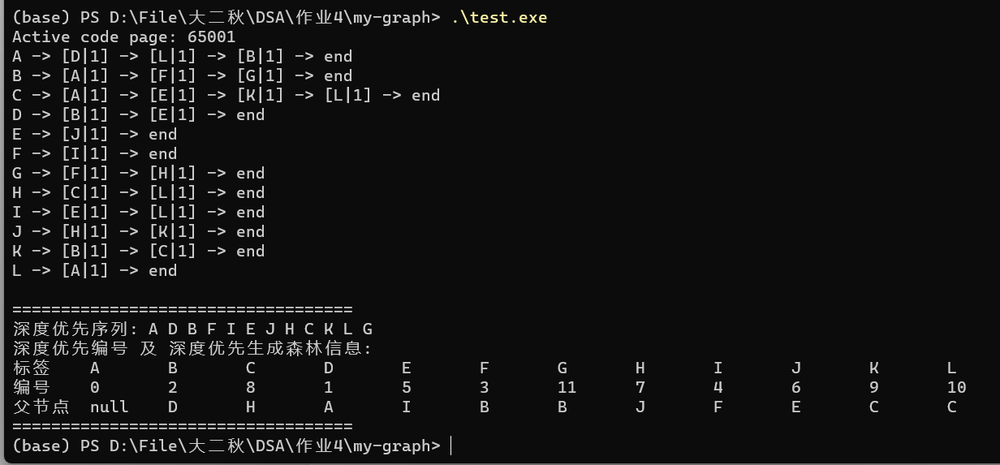 (base) PS D:\File\大二秋\DSA\作业4\my-graph> .\test.exe
Active code page: 65001
A -> [D|1] -> [L|1] -> [B|1] -> end
B -> [A|1] -> [F|1] -> [G|1] -> end
C -> [A|1] -> [E|1] -> [K|1] -> [L|1] -> end
D -> [B|1] -> [E|1] -> end
E -> [J|1] -> end
F -> [I|1] -> end
G -> [F|1] -> [H|1] -> end
H -> [C|1] -> [L|1] -> end
I -> [E|1] -> [L|1] -> end
J -> [H|1] -> [K|1] -> end
K -> [B|1] -> [C|1] -> end
L -> [A|1] -> end
===================================
深度优先序列: A D B F I E J H C K L G
深度优先编号 及 深度优先生成森林信息:
标签 A B C D E F G H I J K L
编号 0 2 8 1 5 3 11 7 4 6 9 10
父节点 null D H A I B B J F E C C
===================================
(base) PS D:\File\大二秋\DSA\作业4\my-graph>